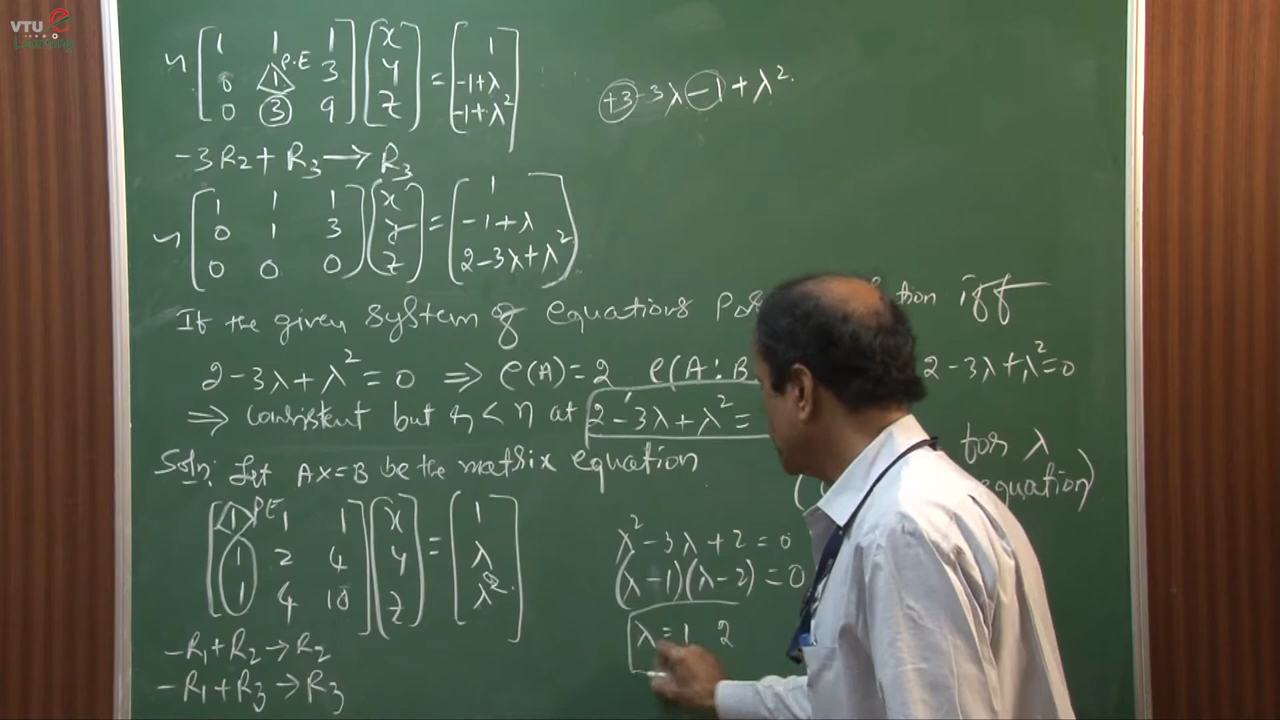 VTU e
Learning
~ [1 1 1; 0 1 3; 0 3 9] [x; y; z] = [1; -1+λ; -1+λ²]
P.E
+3-3λ-1+λ²
-3R₂+R₃→R₃
~ [1 1 1; 0 1 3; 0 0 0] [x; y; z] = [1; -1+λ; 2-3λ+λ²]
If the given system of equations iff
2-3λ+λ²=0 ⇒ ρ(A)=2 ρ(A:B 2-3λ+λ²=0
⇒ consistent but r < n at 2-3λ+λ²= for λ
Soln: Let AX=B be the matrix equation ( equation)
[1 1 1; 1 2 4; 1 4 10] [x; y; z] = [1; λ; λ²]
P.E
λ²-3λ+2=0
(λ-1)(λ-2)=0
λ=1 2
-R₁+R₂→R₂
-R₁+R₃→R₃